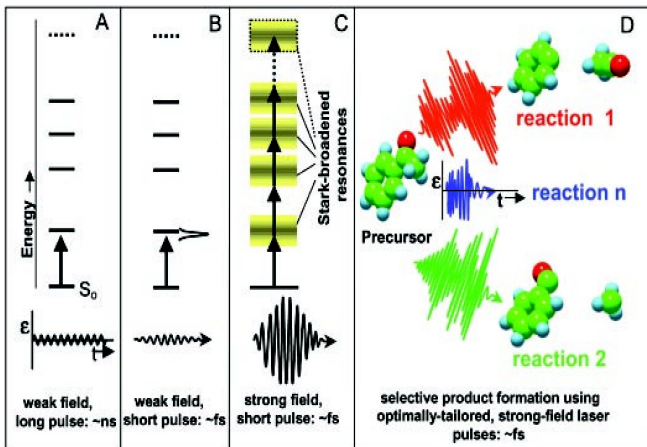 A
B
C
D
Energy
S₀
ε
t
weak field,
long pulse: ~ns
weak field,
short pulse: ~fs
Stark-broadened
resonances
strong field,
short pulse: ~fs
reaction 1
ε
t
reaction n
Precursor
reaction 2
selective product formation using
optimally-tailored, strong-field laser
pulses: ~fs